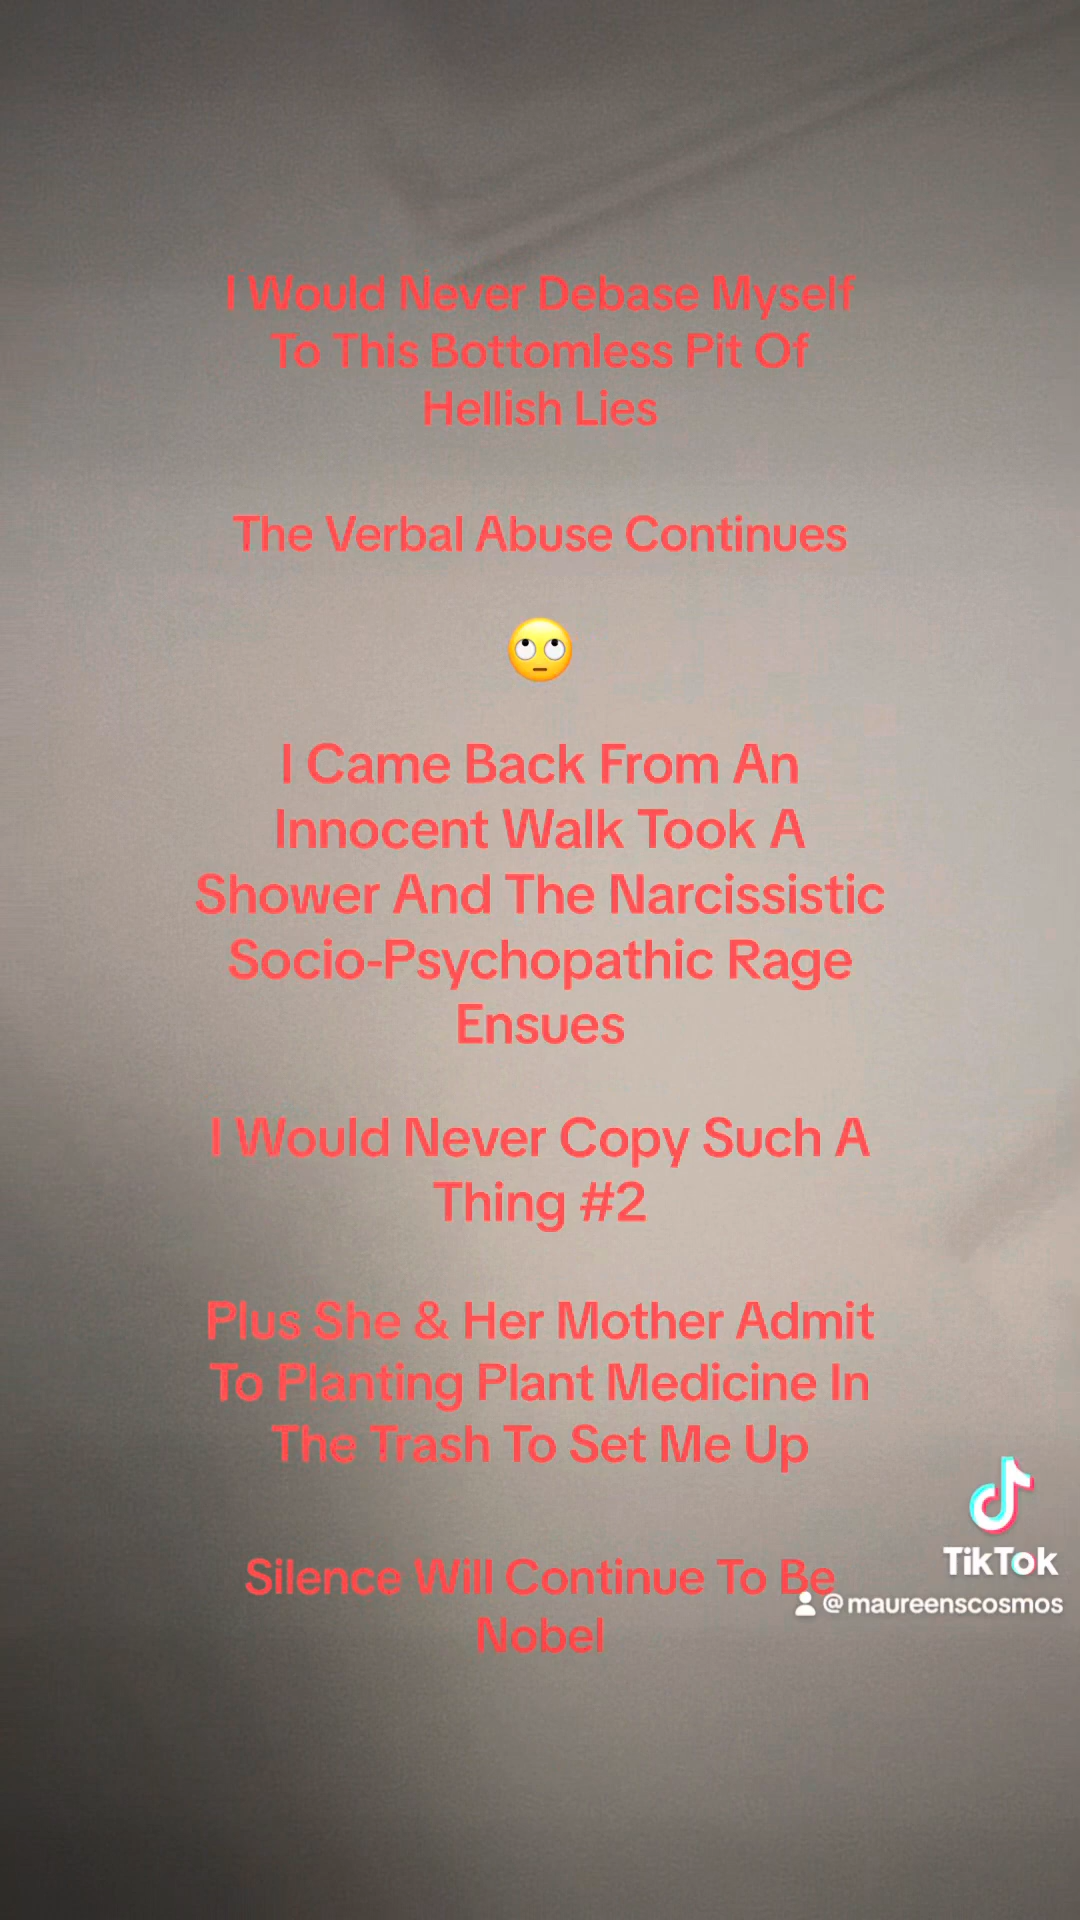 I Would Never Debase Myself
To This Bottomless Pit Of
Hellish Lies
The Verbal Abuse Continues
🙄
I Came Back From An
Innocent Walk Took A
Shower And The Narcissistic
Socio-Psychopathic Rage
Ensues
I Would Never Copy Such A
Thing #2
Plus She & Her Mother Admit
To Planting Plant Medicine In
The Trash To Set Me Up
Silence Will Continue To Be
Nobel
TikTok
@maureenscosmos